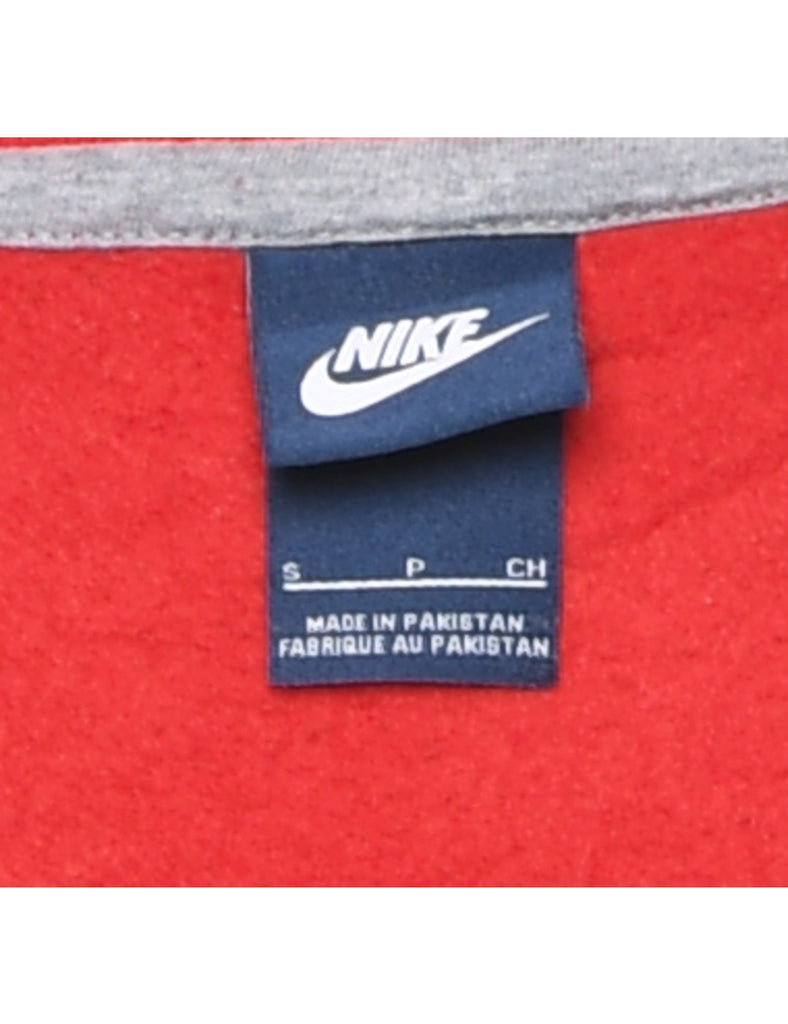 NIKE
S P CH
MADE IN PAKISTAN
FABRIQUE AU PAKISTAN